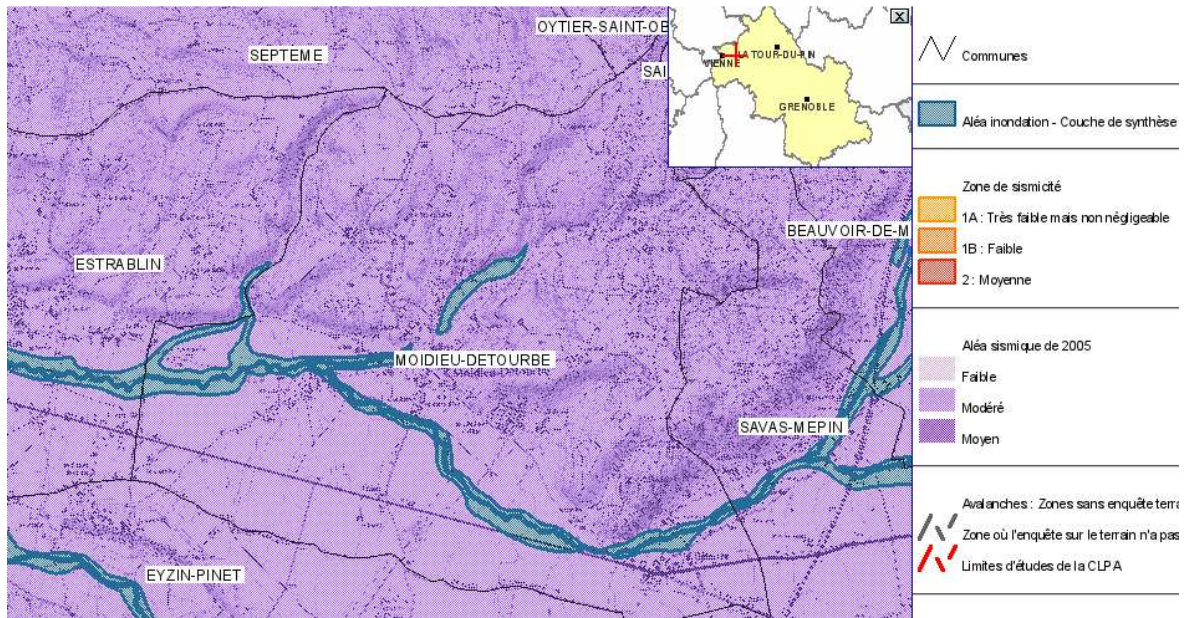 OYTIER-SAINT-OB
SEPTEME
SAI
ESTRABLIN
BEAUVOIR-DE-M
MOIDIEU-DETOURBE
SAVAS-MEPIN
EYZIN-PINET
X
VIENNE
LA TOUR-DU-PIN
GRENOBLE
Communes
Aléa inondation - Couche de synthèse
Zone de sismicité
1A : Très faible mais non négligeable
1B : Faible
2 : Moyenne
Aléa sismique de 2005
Faible
Modéré
Moyen
Avalanches : Zones sans enquête terra
Zone où l'enquête sur le terrain n'a pas
Limites d'études de la CLPA